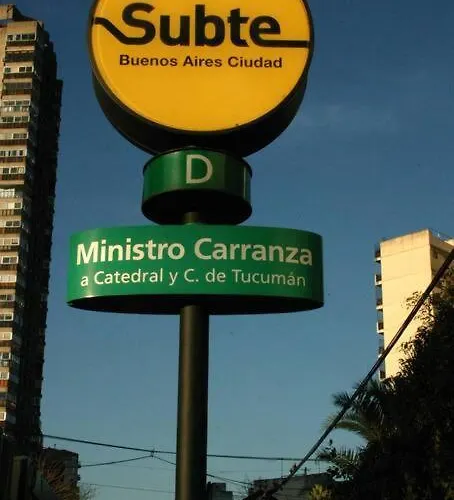 Subte
Buenos Aires Ciudad
D
Ministro Carranza
a Catedral y C. de Tucumán